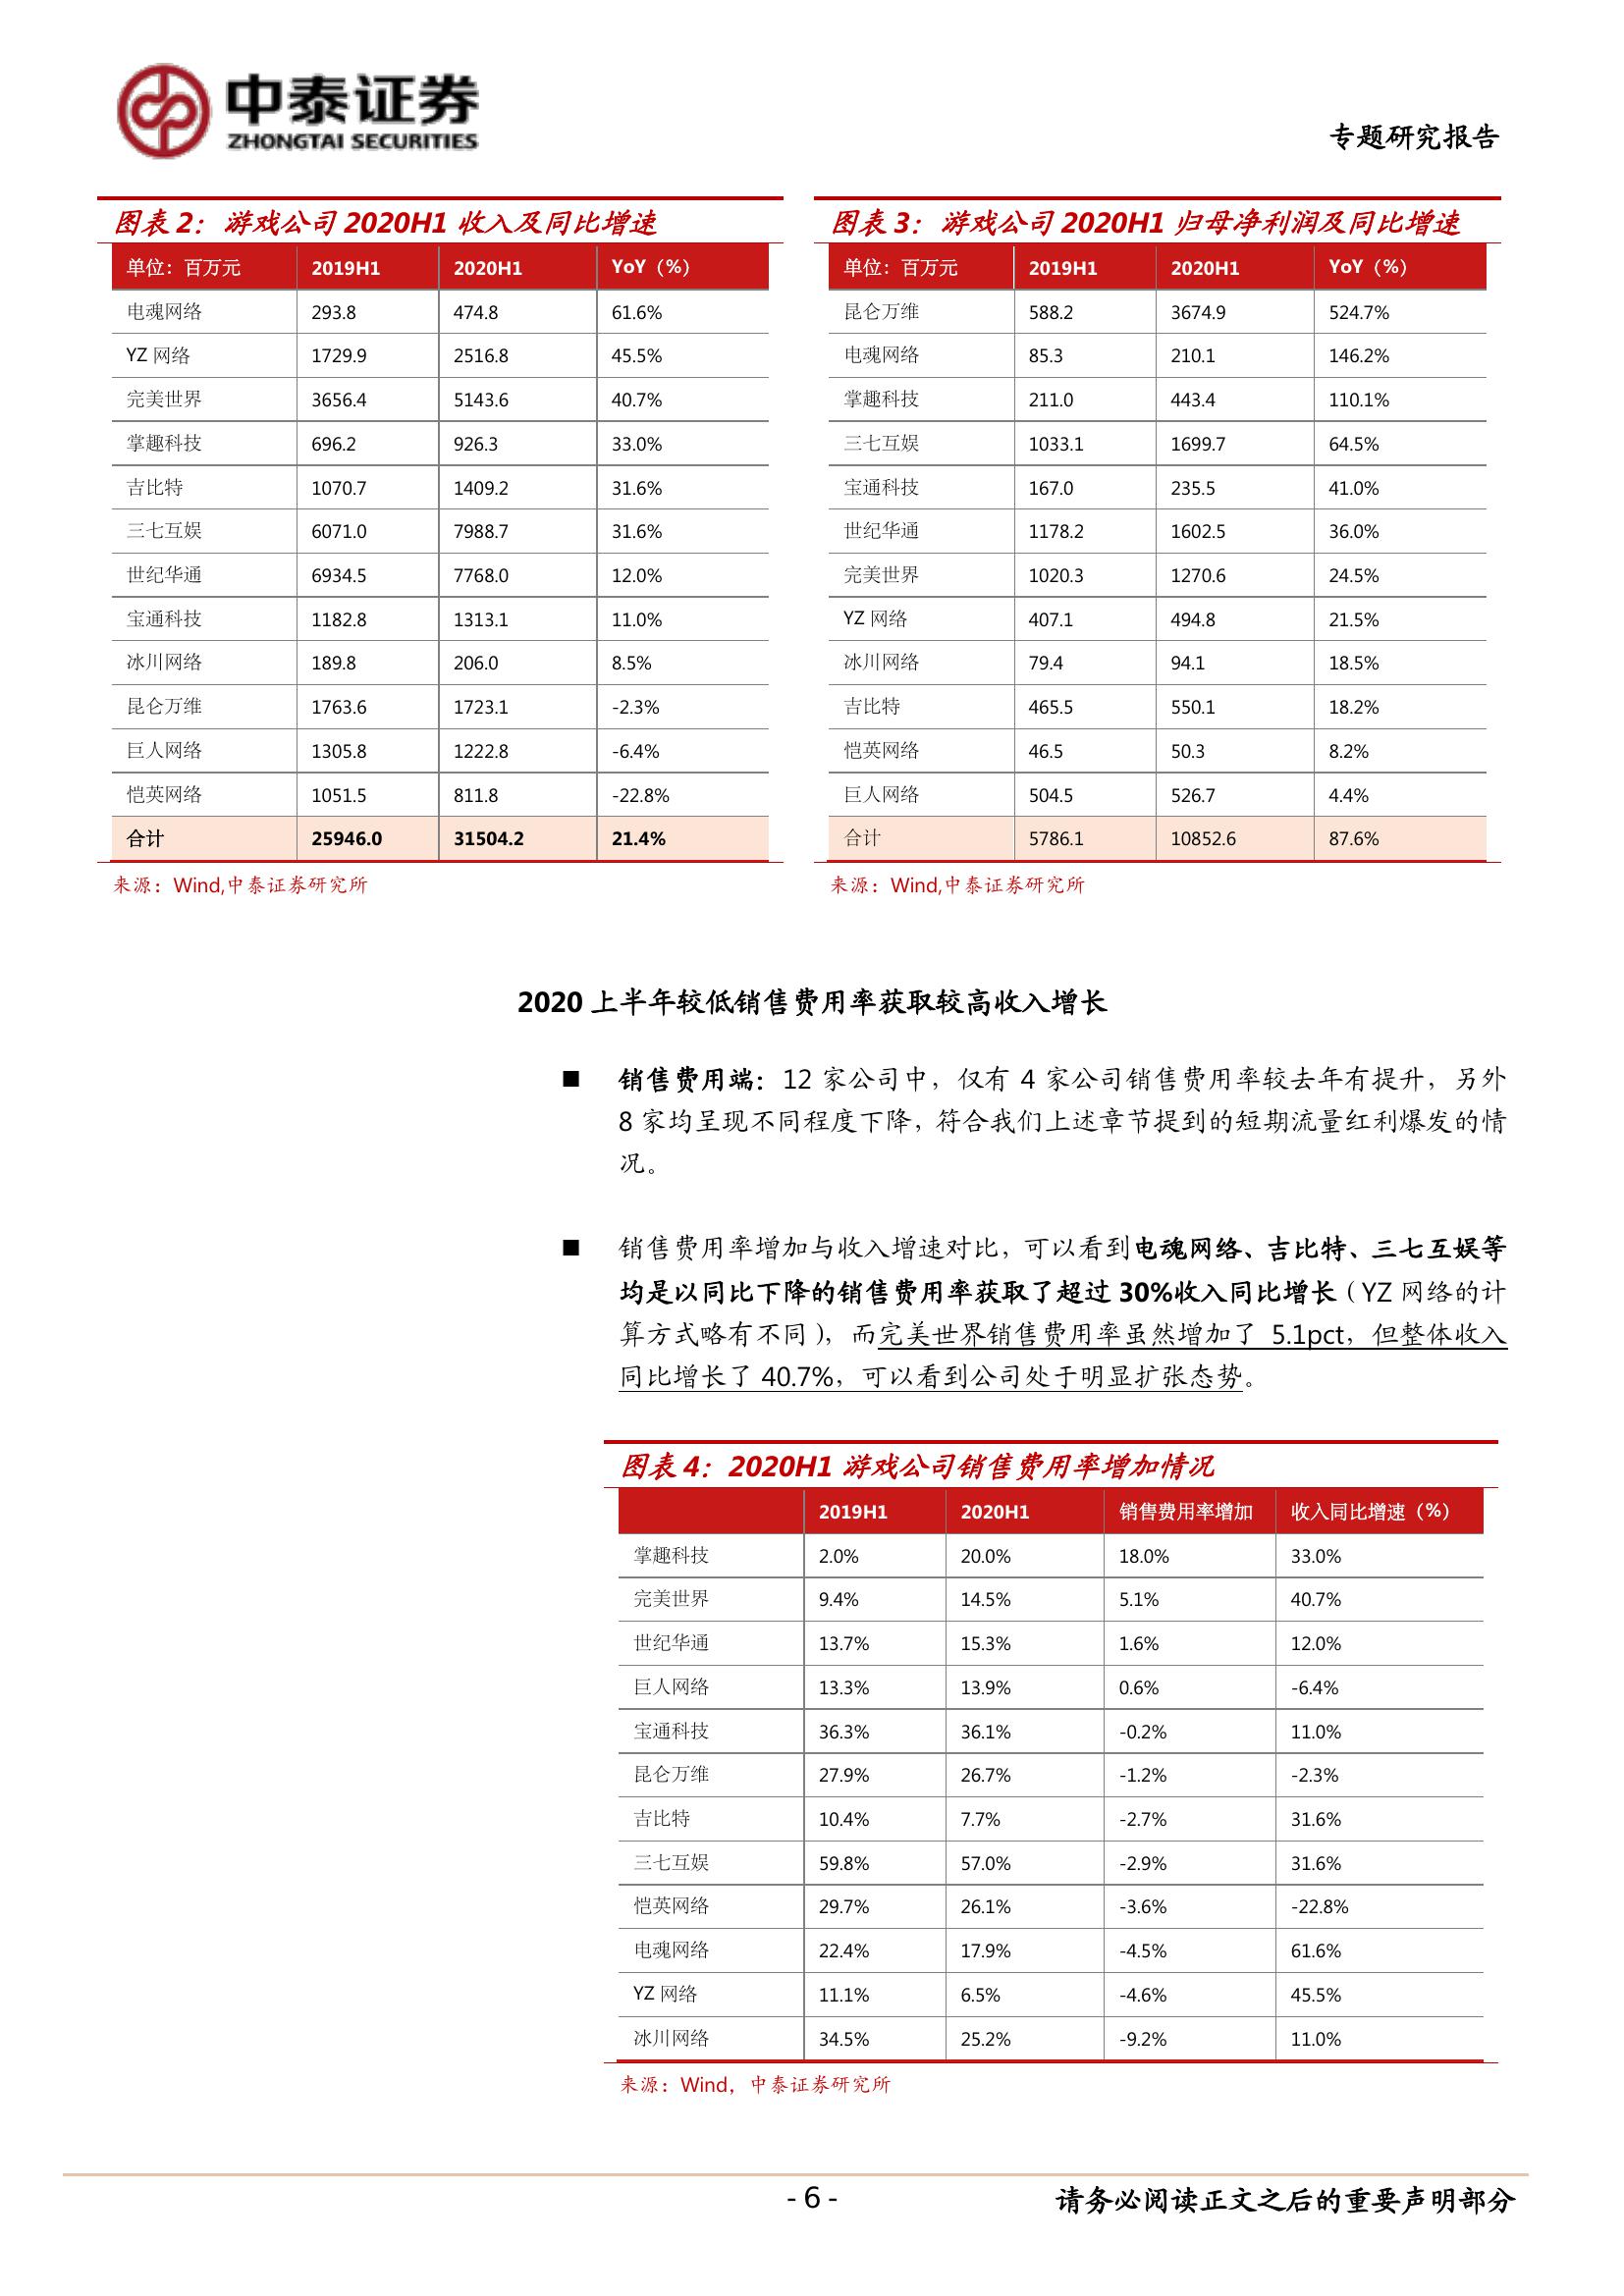 中泰证券
ZHONGTAI SECURITIES
专题研究报告
图表 2： 游戏公司 2020H1 收入及同比增速
单位：百万元 2019H1 2020H1 YoY（%）
电魂网络 293.8 474.8 61.6%
YZ 网络 1729.9 2516.8 45.5%
完美世界 3656.4 5143.6 40.7%
掌趣科技 696.2 926.3 33.0%
吉比特 1070.7 1409.2 31.6%
三七互娱 6071.0 7988.7 31.6%
世纪华通 6934.5 7768.0 12.0%
宝通科技 1182.8 1313.1 11.0%
冰川网络 189.8 206.0 8.5%
昆仑万维 1763.6 1723.1 -2.3%
巨人网络 1305.8 1222.8 -6.4%
恺英网络 1051.5 811.8 -22.8%
合计 25946.0 31504.2 21.4%
来源：Wind,中泰证券研究所
图表 3： 游戏公司 2020H1 归母净利润及同比增速
单位：百万元 2019H1 2020H1 YoY（%）
昆仑万维 588.2 3674.9 524.7%
电魂网络 85.3 210.1 146.2%
掌趣科技 211.0 443.4 110.1%
三七互娱 1033.1 1699.7 64.5%
宝通科技 167.0 235.5 41.0%
世纪华通 1178.2 1602.5 36.0%
完美世界 1020.3 1270.6 24.5%
YZ 网络 407.1 494.8 21.5%
冰川网络 79.4 94.1 18.5%
吉比特 465.5 550.1 18.2%
恺英网络 46.5 50.3 8.2%
巨人网络 504.5 526.7 4.4%
合计 5786.1 10852.6 87.6%
来源：Wind,中泰证券研究所
2020 上半年较低销售费用率获取较高收入增长
■ 销售费用端：12 家公司中，仅有 4 家公司销售费用率较去年有提升，另外
8 家均呈现不同程度下降，符合我们上述章节提到的短期流量红利爆发的情
况。
■ 销售费用率增加与收入增速对比，可以看到电魂网络、吉比特、三七互娱等
均是以同比下降的销售费用率获取了超过 30%收入同比增长（YZ 网络的计
算方式略有不同），而完美世界销售费用率虽然增加了 5.1pct，但整体收入
同比增长了 40.7%，可以看到公司处于明显扩张态势。
图表 4：2020H1 游戏公司销售费用率增加情况
2019H1 2020H1 销售费用率增加 收入同比增速（%）
掌趣科技 2.0% 20.0% 18.0% 33.0%
完美世界 9.4% 14.5% 5.1% 40.7%
世纪华通 13.7% 15.3% 1.6% 12.0%
巨人网络 13.3% 13.9% 0.6% -6.4%
宝通科技 36.3% 36.1% -0.2% 11.0%
昆仑万维 27.9% 26.7% -1.2% -2.3%
吉比特 10.4% 7.7% -2.7% 31.6%
三七互娱 59.8% 57.0% -2.9% 31.6%
恺英网络 29.7% 26.1% -3.6% -22.8%
电魂网络 22.4% 17.9% -4.5% 61.6%
YZ 网络 11.1% 6.5% -4.6% 45.5%
冰川网络 34.5% 25.2% -9.2% 11.0%
来源：Wind，中泰证券研究所
- 6 -
请务必阅读正文之后的重要声明部分